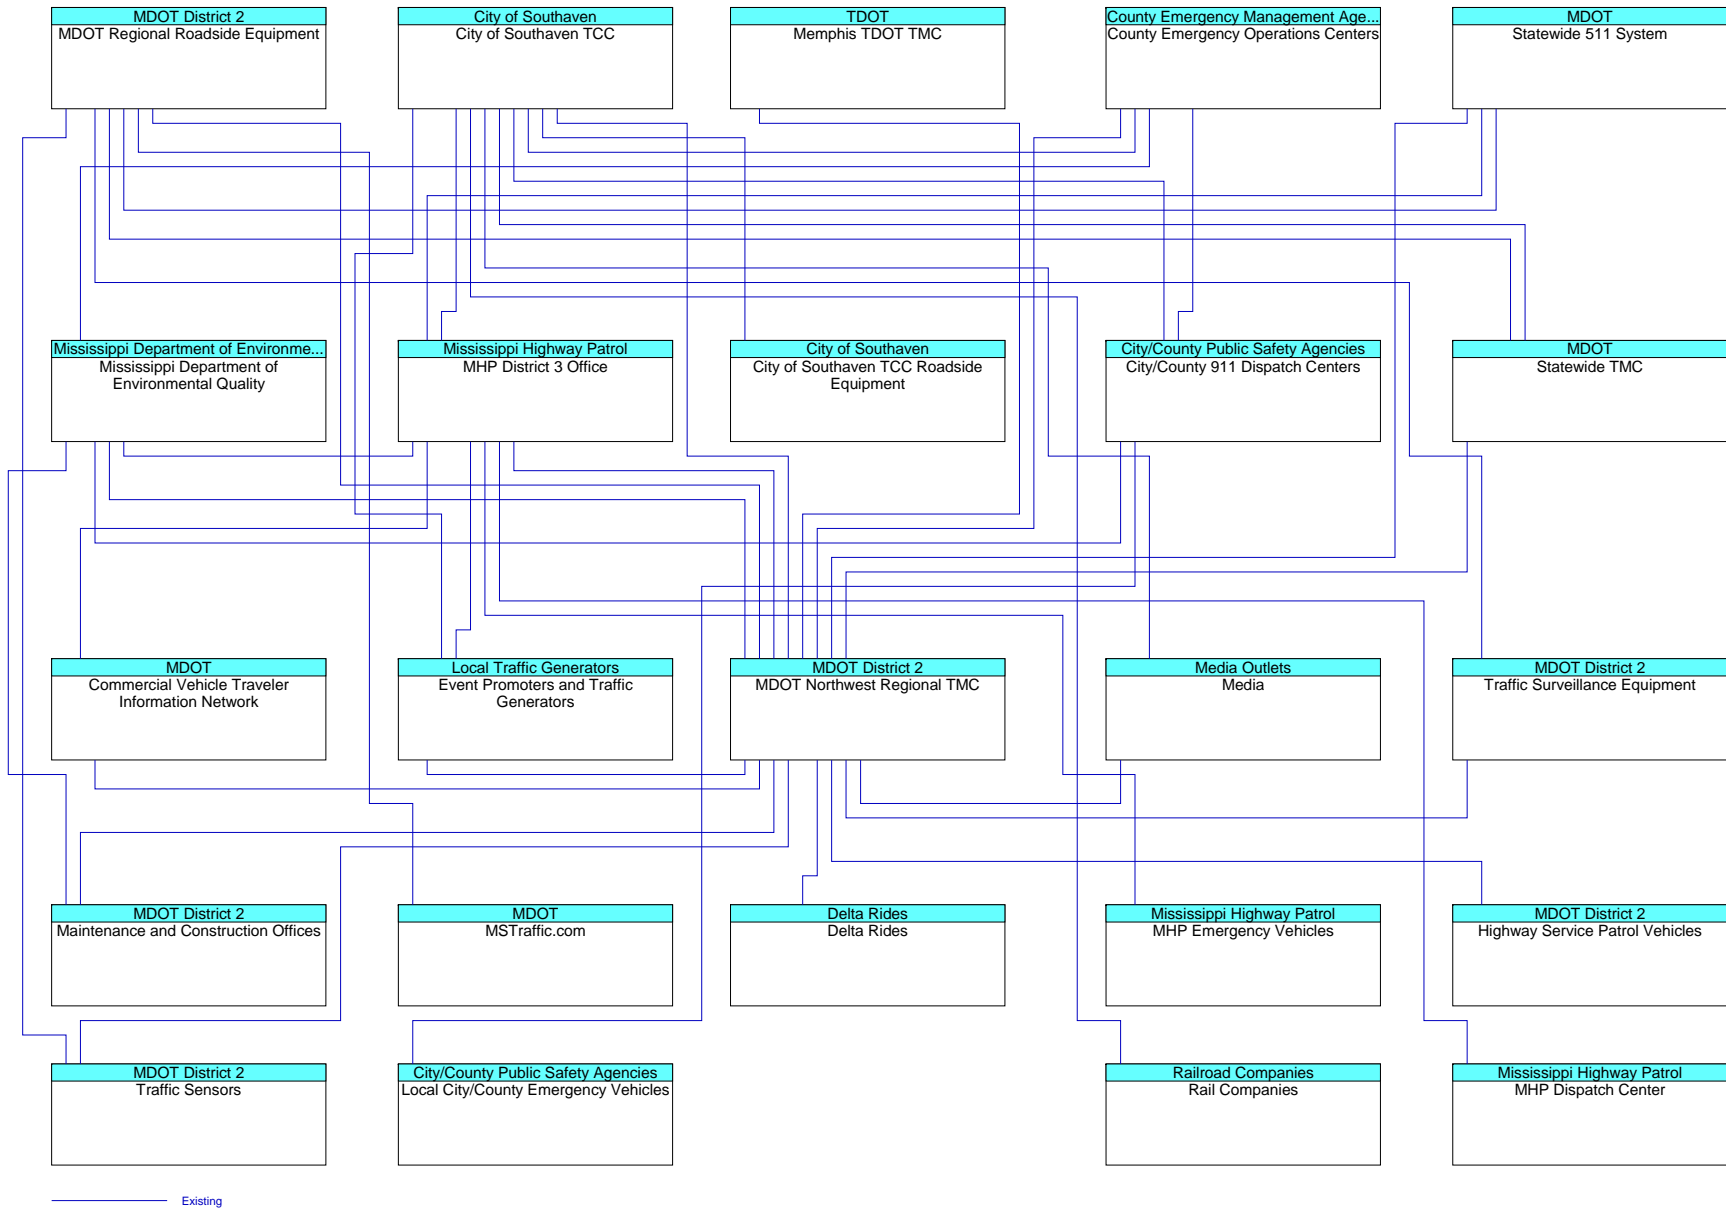 MDOT District 2
MDOT Regional Roadside Equipment
City of Southaven
City of Southaven TCC
TDOT
Memphis TDOT TMC
County Emergency Management Age...
County Emergency Operations Centers
MDOT
Statewide 511 System
Mississippi Department of Environme...
Mississippi Department of
Environmental Quality
Mississippi Highway Patrol
MHP District 3 Office
City of Southaven
City of Southaven TCC Roadside
Equipment
City/County Public Safety Agencies
City/County 911 Dispatch Centers
MDOT
Statewide TMC
MDOT
Commercial Vehicle Traveler
Information Network
Local Traffic Generators
Event Promoters and Traffic
Generators
MDOT District 2
MDOT Northwest Regional TMC
Media Outlets
Media
MDOT District 2
Traffic Surveillance Equipment
MDOT District 2
Maintenance and Construction Offices
MDOT
MSTraffic.com
Delta Rides
Delta Rides
Mississippi Highway Patrol
MHP Emergency Vehicles
MDOT District 2
Highway Service Patrol Vehicles
MDOT District 2
Traffic Sensors
City/County Public Safety Agencies
Local City/County Emergency Vehicles
Railroad Companies
Rail Companies
Mississippi Highway Patrol
MHP Dispatch Center
Existing